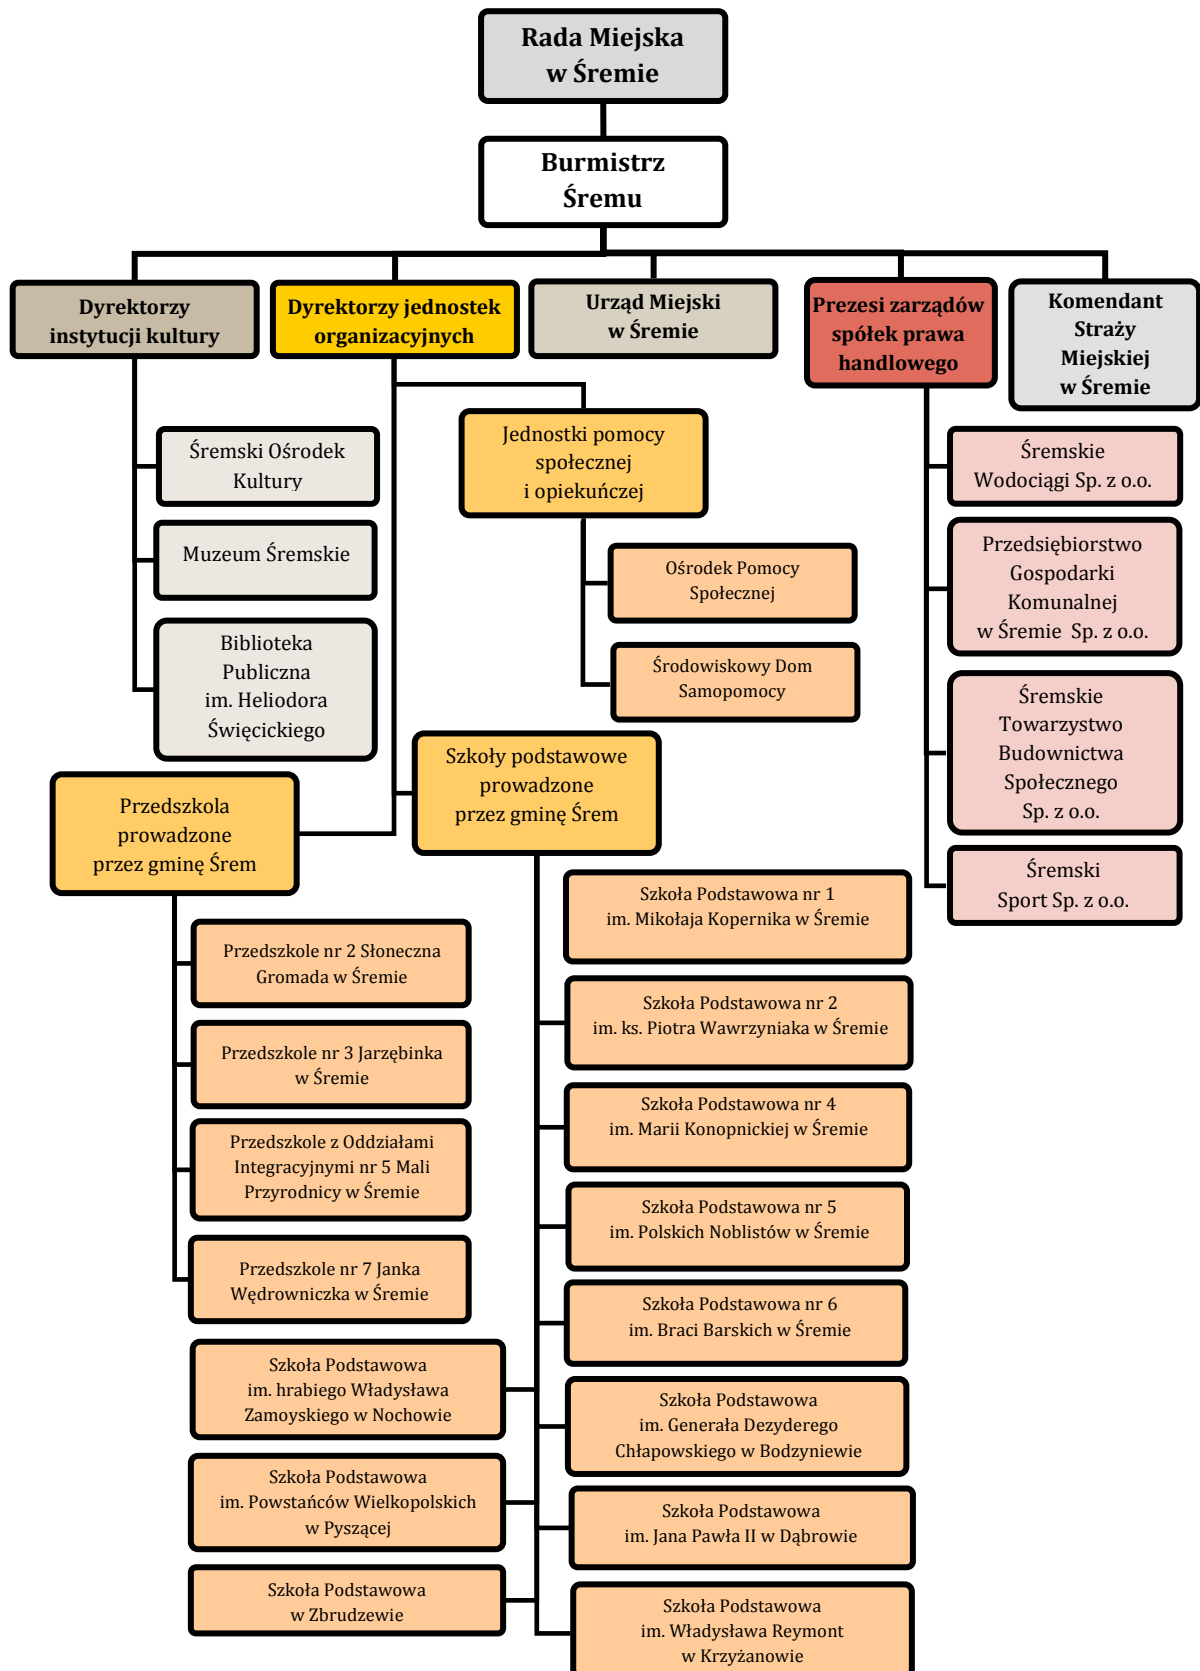 Rada Miejska
w Śremie
Burmistrz
Śremu
Dyrektorzy
instytucji kultury
Dyrektorzy jednostek
organizacyjnych
Urząd Miejski
w Śremie
Prezesi zarządów
spółek prawa
handlowego
Komendant
Straży
Miejskiej
w Śremie
Śremski Ośrodek
Kultury
Muzeum Śremskie
Biblioteka
Publiczna
im. Heliodora
Święcickiego
Jednostki pomocy
społecznej
i opiekuńczej
Ośrodek Pomocy
Społecznej
Środowiskowy Dom
Samopomocy
Śremskie
Wodociągi Sp. z o.o.
Przedsiębiorstwo
Gospodarki
Komunalnej
w Śremie Sp. z o.o.
Śremskie
Towarzystwo
Budownictwa
Społecznego
Sp. z o.o.
Śremski
Sport Sp. z o.o.
Przedszkola
prowadzone
przez gminę Śrem
Przedszkole nr 2 Słoneczna
Gromada w Śremie
Przedszkole nr 3 Jarzębinka
w Śremie
Przedszkole z Oddziałami
Integracyjnymi nr 5 Mali
Przyrodnicy w Śremie
Przedszkole nr 7 Janka
Wędrowniczka w Śremie
Szkoły podstawowe
prowadzone
przez gminę Śrem
Szkoła Podstawowa nr 1
im. Mikołaja Kopernika w Śremie
Szkoła Podstawowa nr 2
im. ks. Piotra Wawrzyniaka w Śremie
Szkoła Podstawowa nr 4
im. Marii Konopnickiej w Śremie
Szkoła Podstawowa nr 5
im. Polskich Noblistów w Śremie
Szkoła Podstawowa nr 6
im. Braci Barskich w Śremie
Szkoła Podstawowa
im. Generała Dezyderego
Chłapowskiego w Bodzyniewie
Szkoła Podstawowa
im. Jana Pawła II w Dąbrowie
Szkoła Podstawowa
im. Władysława Reymont
w Krzyżanowie
Szkoła Podstawowa
im. hrabiego Władysława
Zamoyskiego w Nochowie
Szkoła Podstawowa
im. Powstańców Wielkopolskich
w Pyszącej
Szkoła Podstawowa
w Zbrudzewie